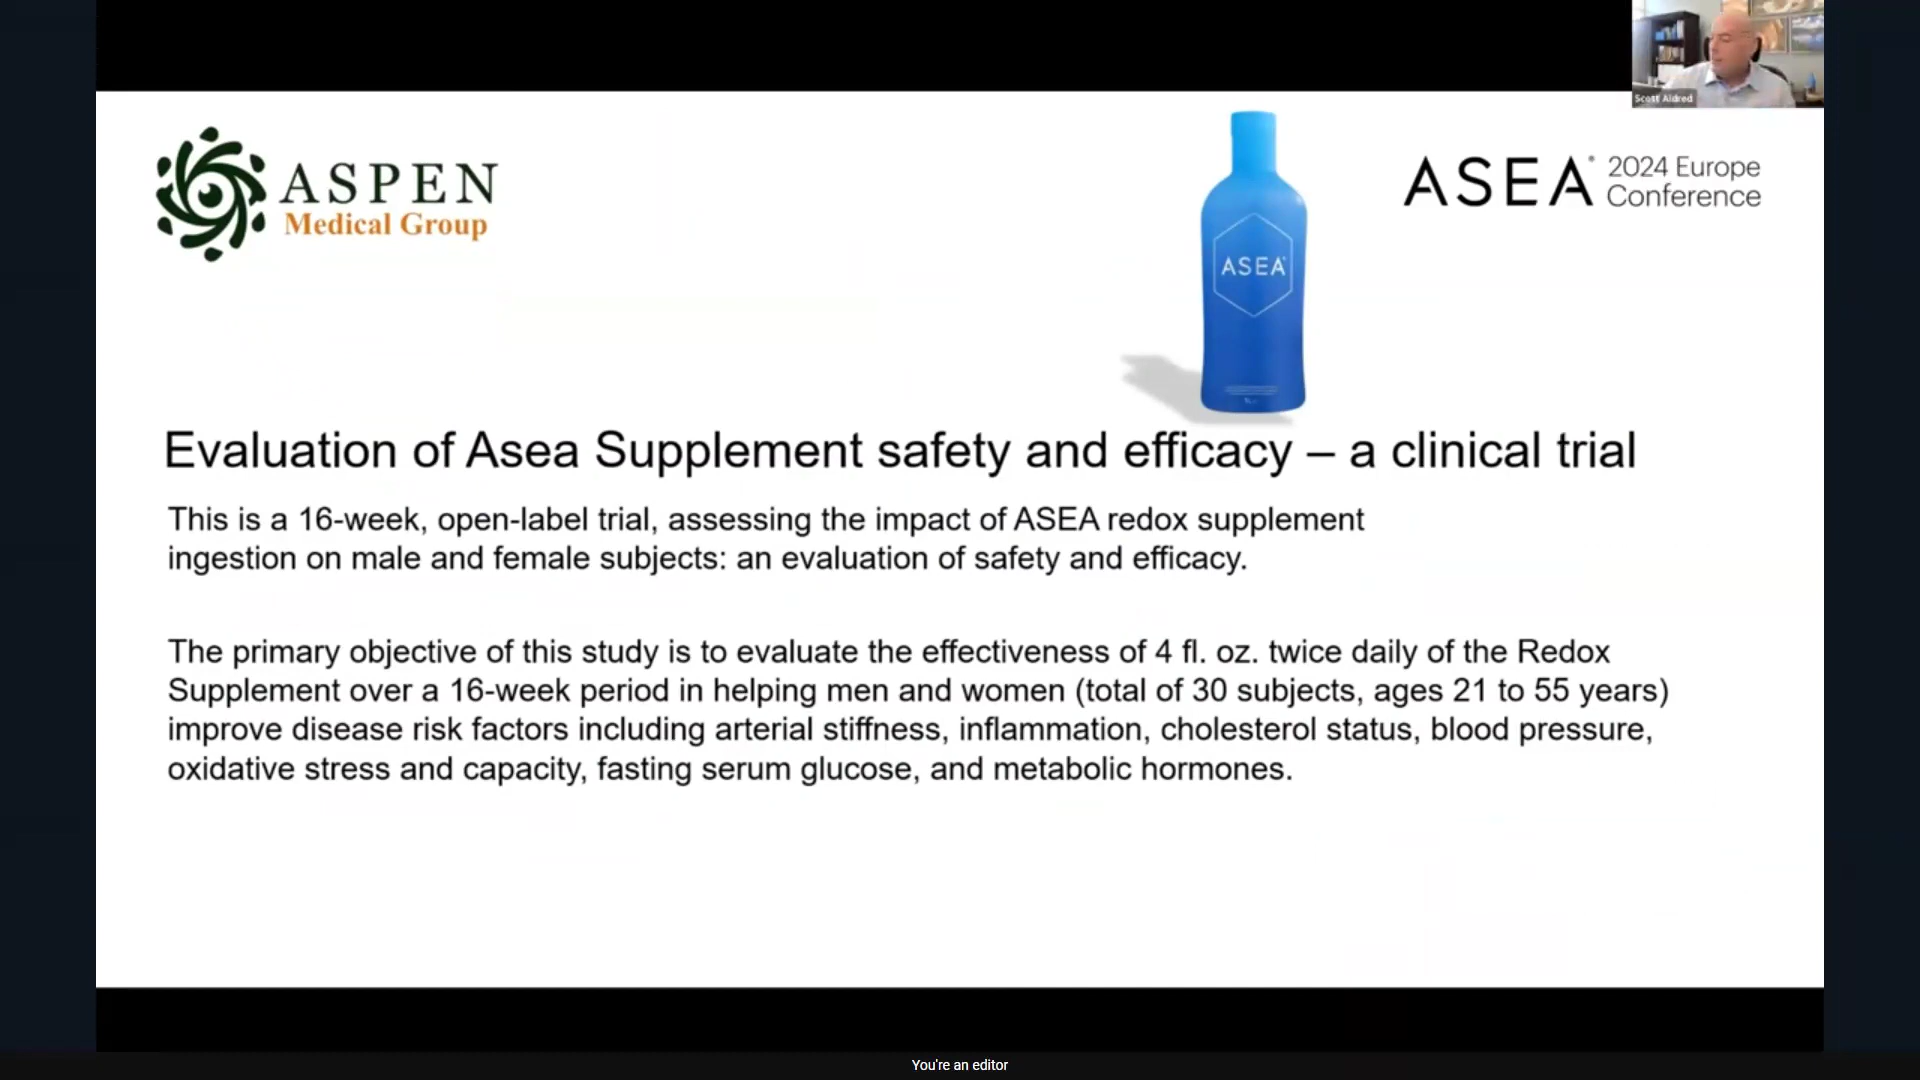 Scott Aldred
ASPEN
Medical Group
ASEA
ASEA® 2024 Europe
Conference
Evaluation of Asea Supplement safety and efficacy – a clinical trial
This is a 16-week, open-label trial, assessing the impact of ASEA redox supplement
ingestion on male and female subjects: an evaluation of safety and efficacy.
The primary objective of this study is to evaluate the effectiveness of 4 fl. oz. twice daily of the Redox
Supplement over a 16-week period in helping men and women (total of 30 subjects, ages 21 to 55 years)
improve disease risk factors including arterial stiffness, inflammation, cholesterol status, blood pressure,
oxidative stress and capacity, fasting serum glucose, and metabolic hormones.
You're an editor